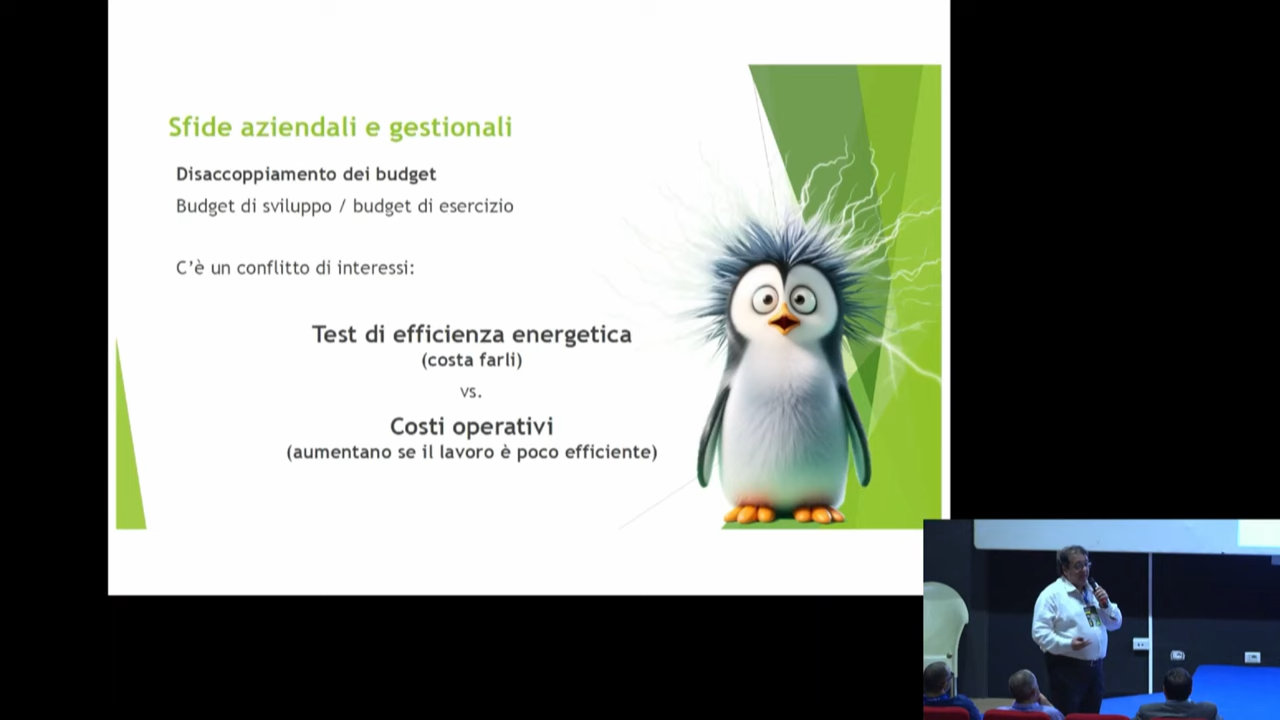 Sfide aziendali e gestionali
Disaccoppiamento dei budget
Budget di sviluppo / budget di esercizio
C'è un conflitto di interessi:
Test di efficienza energetica
(costa farli)
vs.
Costi operativi
(aumentano se il lavoro è poco efficiente)